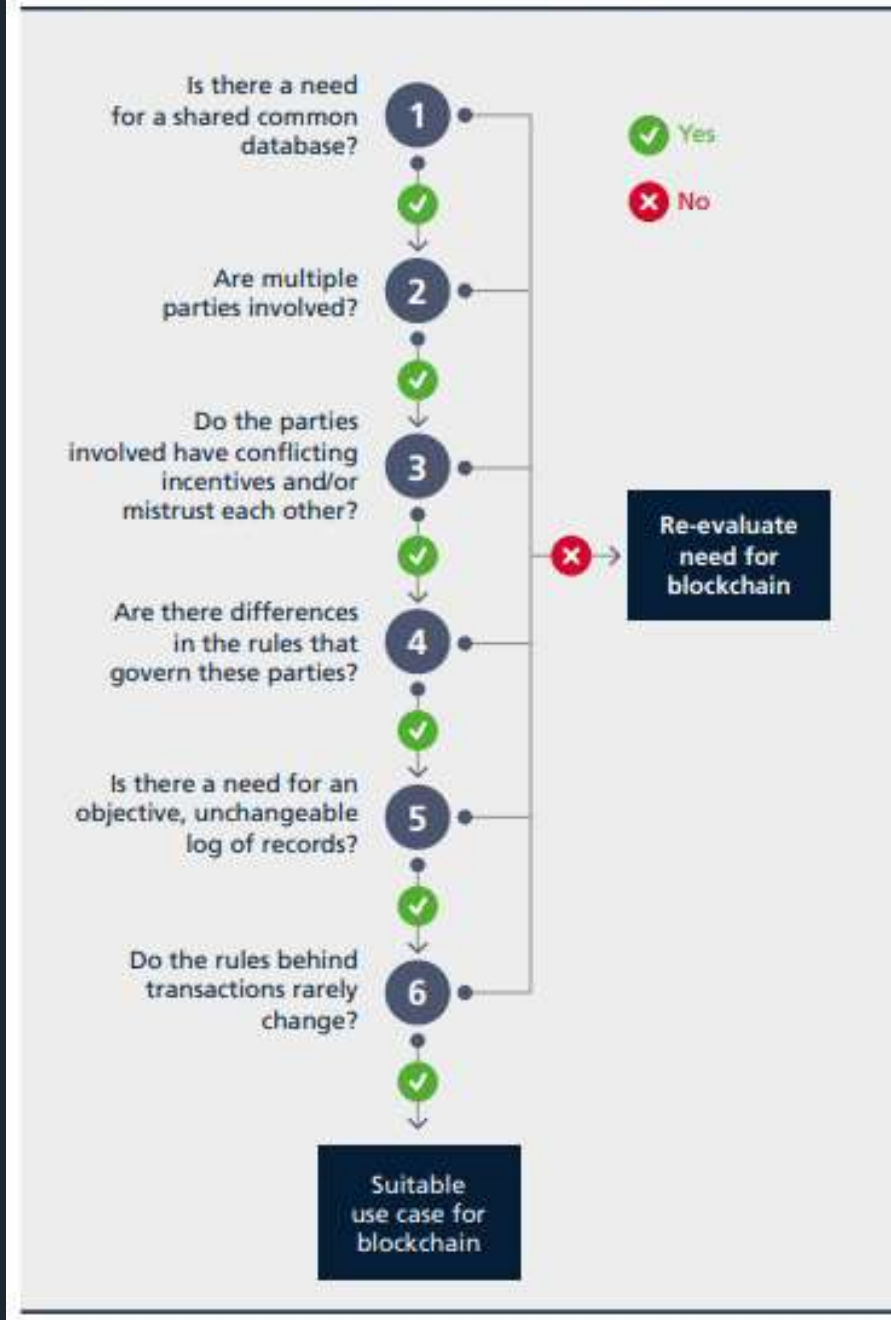 Is there a need
for a shared common
database?
1
Yes
No
Are multiple
parties involved?
2
Do the parties
involved have conflicting
incentives and/or
mistrust each other?
3
Re-evaluate
need for
blockchain
Are there differences
in the rules that
govern these parties?
4
Is there a need for an
objective, unchangeable
log of records?
5
Do the rules behind
transactions rarely
change?
6
Suitable
use case for
blockchain